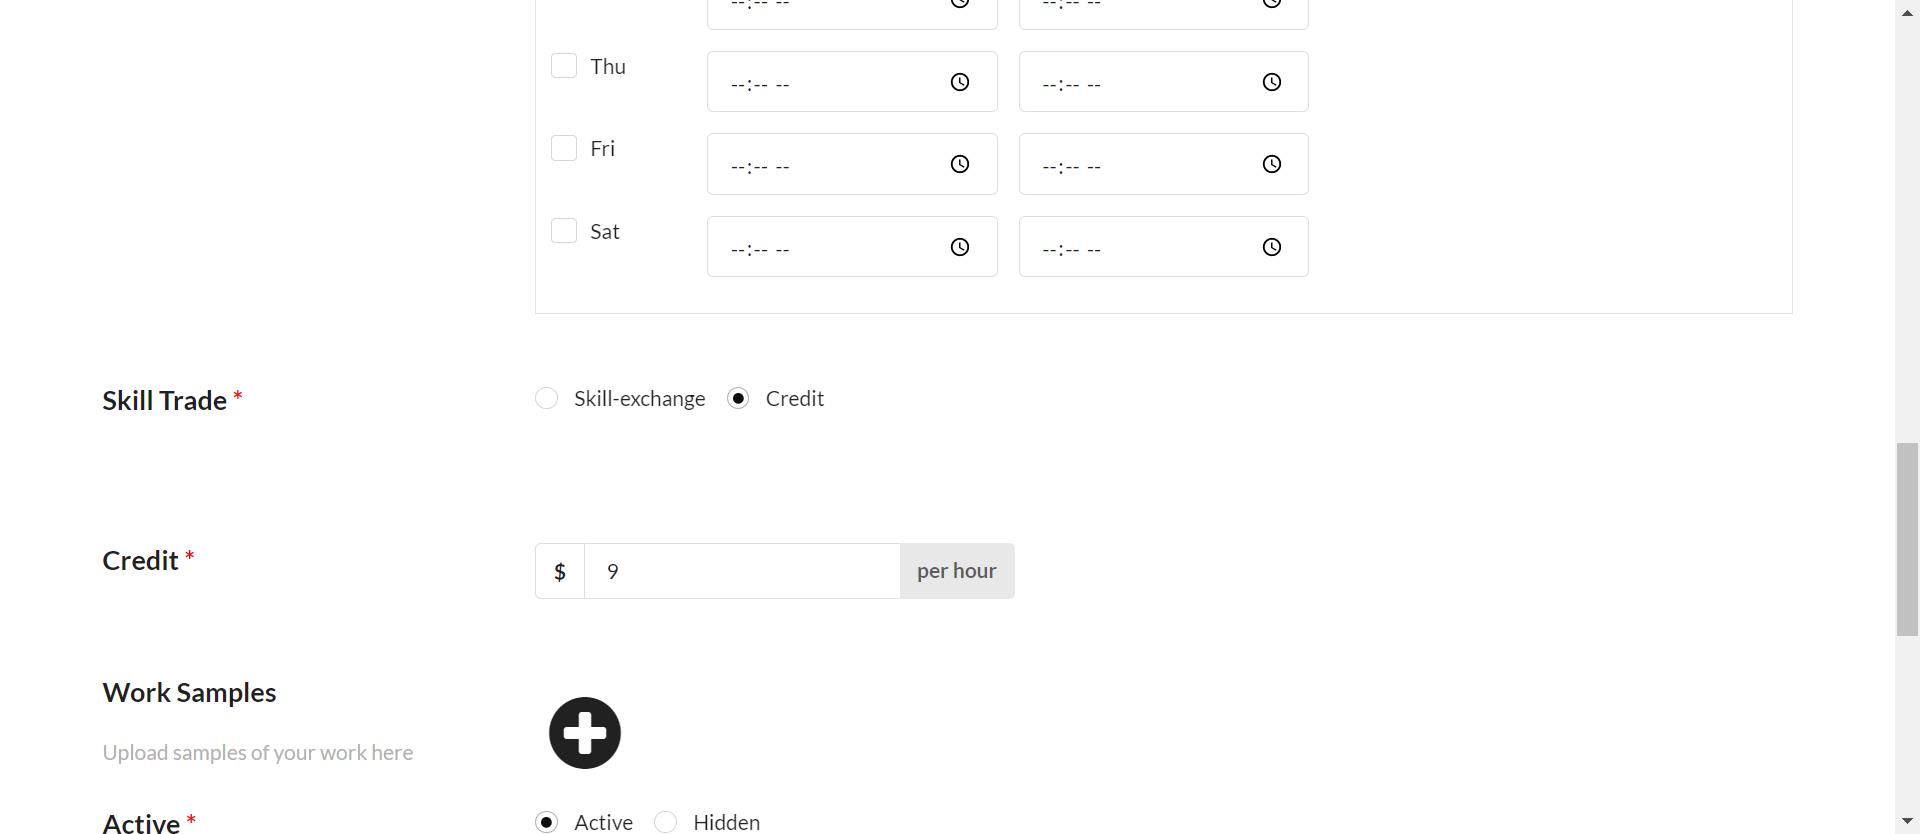 --:-- -- --:-- --
Thu --:-- -- --:-- --
Fri --:-- -- --:-- --
Sat --:-- -- --:-- --
Skill Trade * Skill-exchange Credit
Credit * $ 9 per hour
Work Samples
Upload samples of your work here
Active * Active Hidden